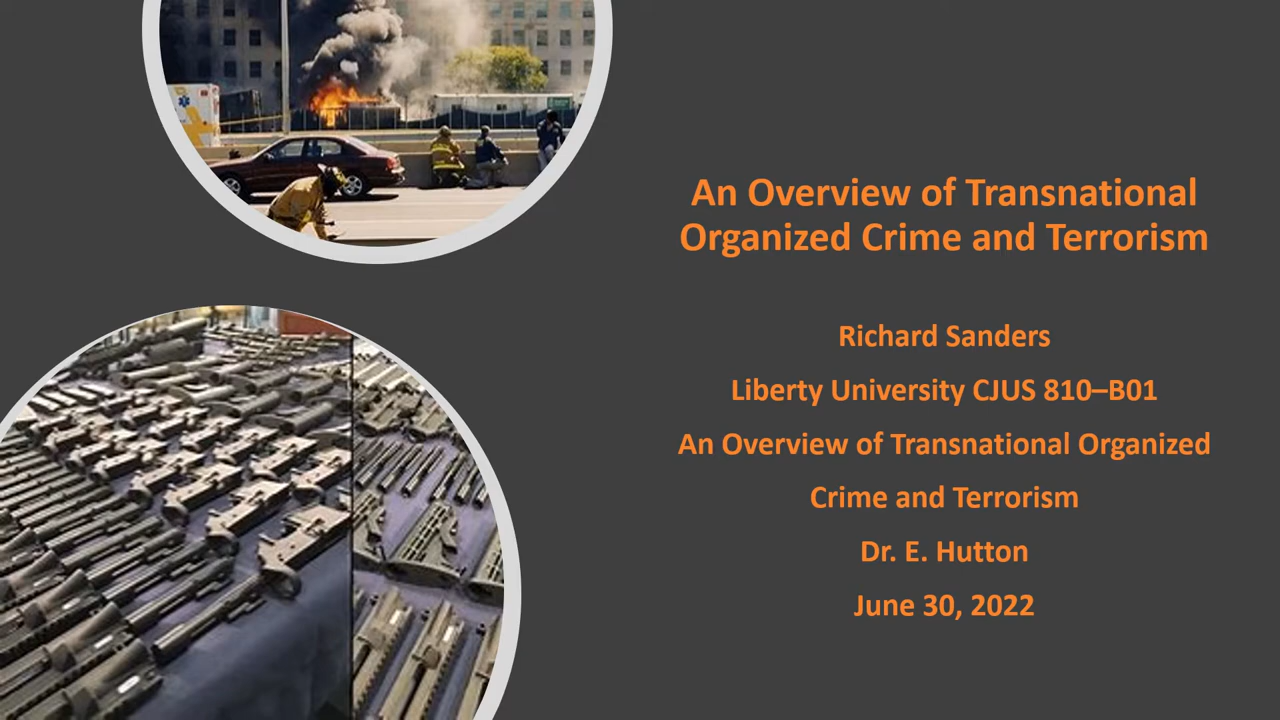 An Overview of Transnational
Organized Crime and Terrorism
Richard Sanders
Liberty University CJUS 810–B01
An Overview of Transnational Organized
Crime and Terrorism
Dr. E. Hutton
June 30, 2022